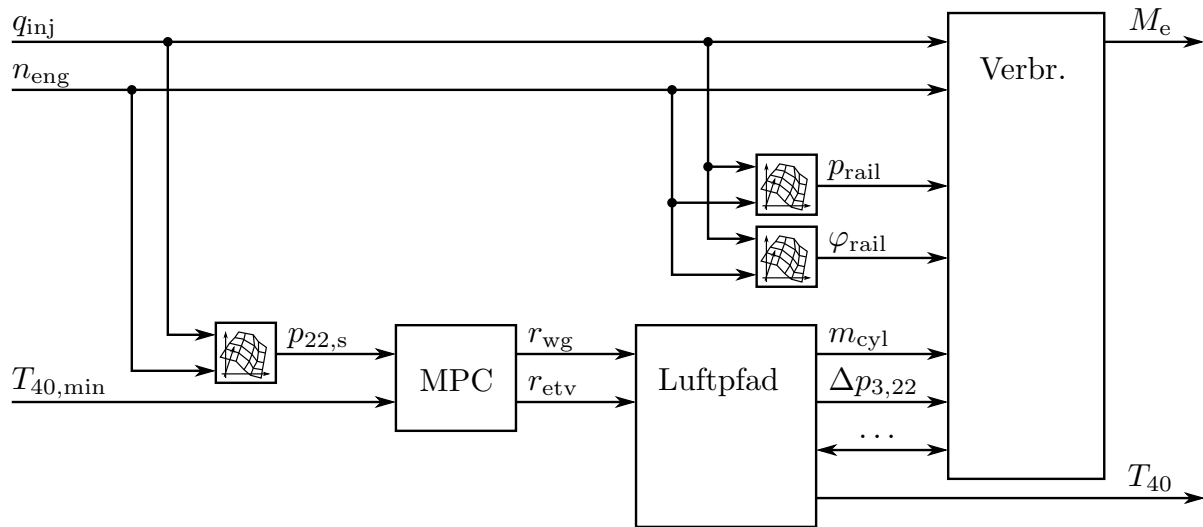 q_inj
M_e
n_eng
Verbr.
p_rail
φ_rail
p_22,s
r_wg
m_cyl
T_40,min
MPC
r_etv
Luftpfad
Δp_3,22
...
T_40